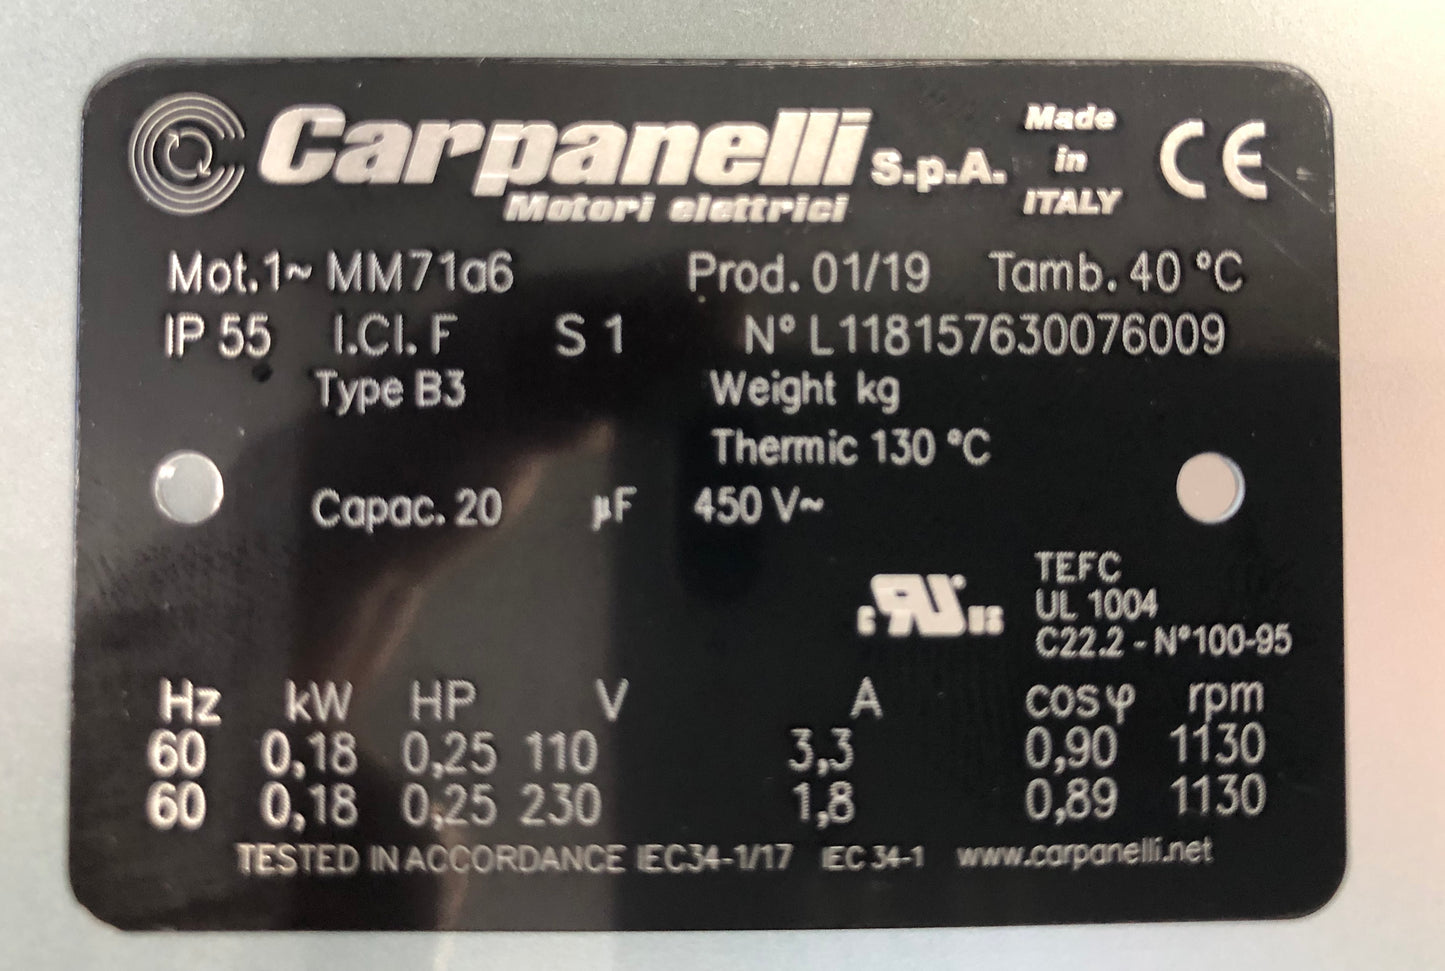 Carpanelli S.p.A. Made in ITALY CE
Motori elettrici
Mot.1~ MM71a6 Prod. 01/19 Tamb. 40 °C
IP 55 I.Cl. F S 1 N° L1181157630076009
Type B3 Weight kg
Thermic 130 °C
Capac. 20 µF 450 V~
TEFC
c RU us UL 1004
C22.2 - N°100-95
Hz kW HP V A cosφ rpm
60 0,18 0,25 110 3,3 0,90 1130
60 0,18 0,25 230 1,8 0,89 1130
TESTED IN ACCORDANCE IEC34-1/17 IEC 34-1 www.carpanelli.net